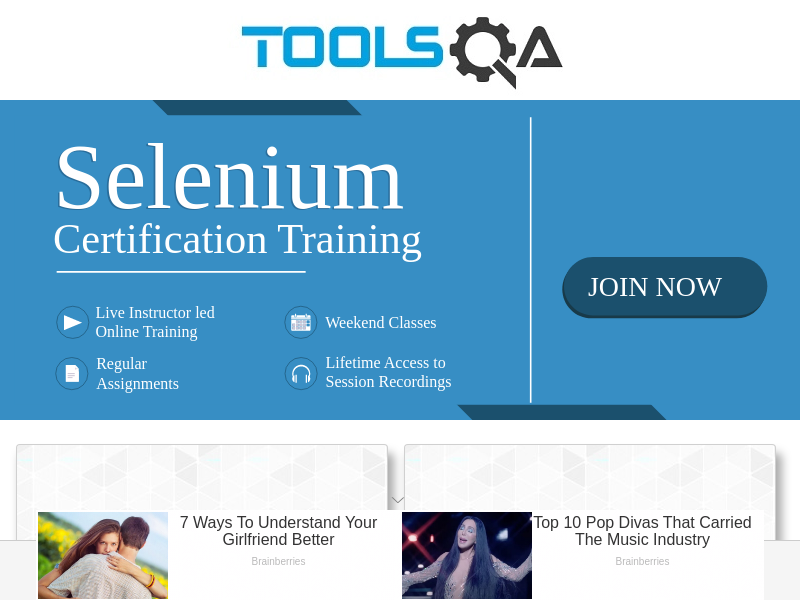 TOOLSQA
Selenium
Certification Training
Live Instructor led
Online Training
Weekend Classes
Regular
Assignments
Lifetime Access to
Session Recordings
JOIN NOW
7 Ways To Understand Your
Girlfriend Better
Brainberries
Top 10 Pop Divas That Carried
The Music Industry
Brainberries